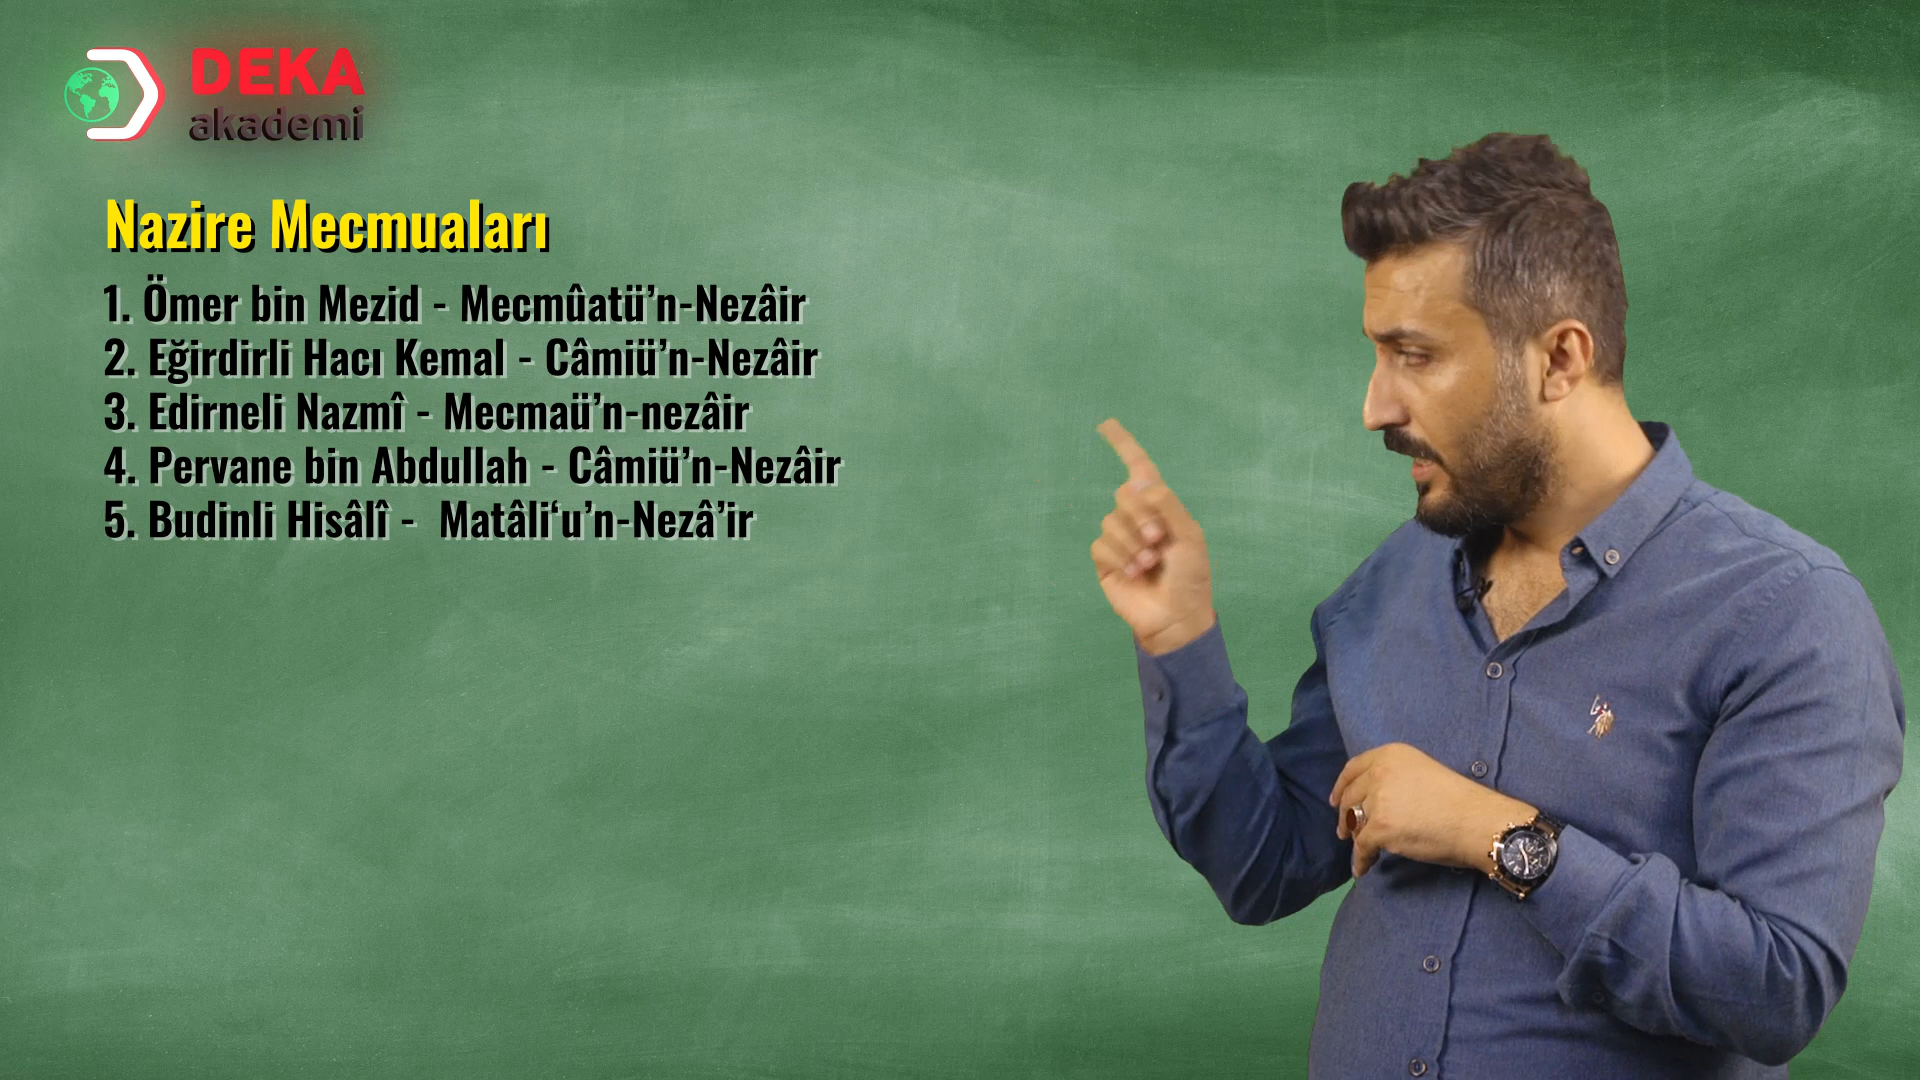 DEKA
akademi
Nazire Mecmuaları
1. Ömer bin Mezid - Mecmûatü’n-Nezâir
2. Eğirdirli Hacı Kemal - Câmiü’n-Nezâir
3. Edirneli Nazmî - Mecmaü’n-nezâir
4. Pervane bin Abdullah - Câmiü’n-Nezâir
5. Budinli Hisâlî - Matâli‘u’n-Nezâ’ir